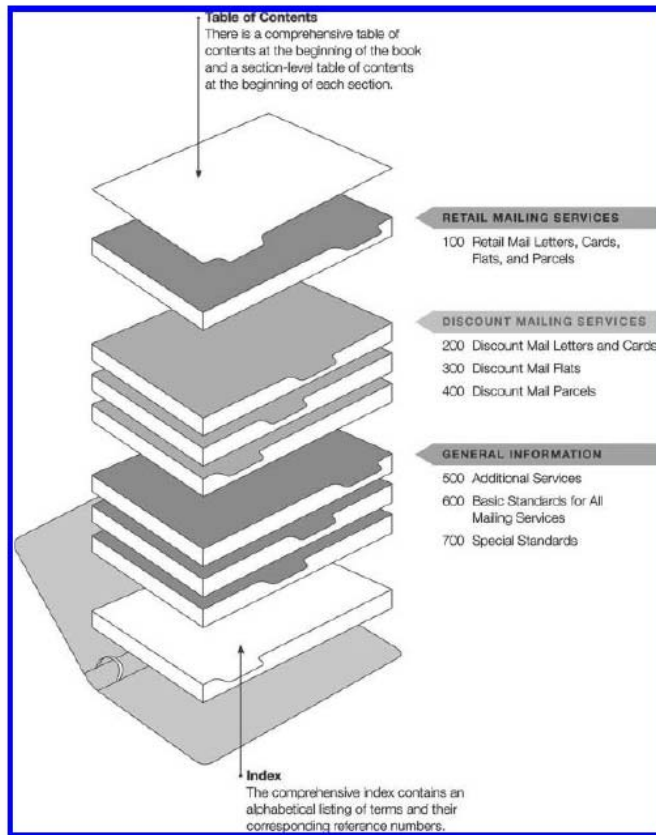 Table of Contents
There is a comprehensive table of
contents at the beginning of the book
and a section-level table of contents
at the beginning of each section.
RETAIL MAILING SERVICES
100 Retail Mail Letters, Cards,
Flats, and Parcels
DISCOUNT MAILING SERVICES
200 Discount Mail Letters and Cards
300 Discount Mail Flats
400 Discount Mail Parcels
GENERAL INFORMATION
500 Additional Services
600 Basic Standards for All
Mailing Services
700 Special Standards
Index
The comprehensive index contains an
alphabetical listing of terms and their
corresponding reference numbers.